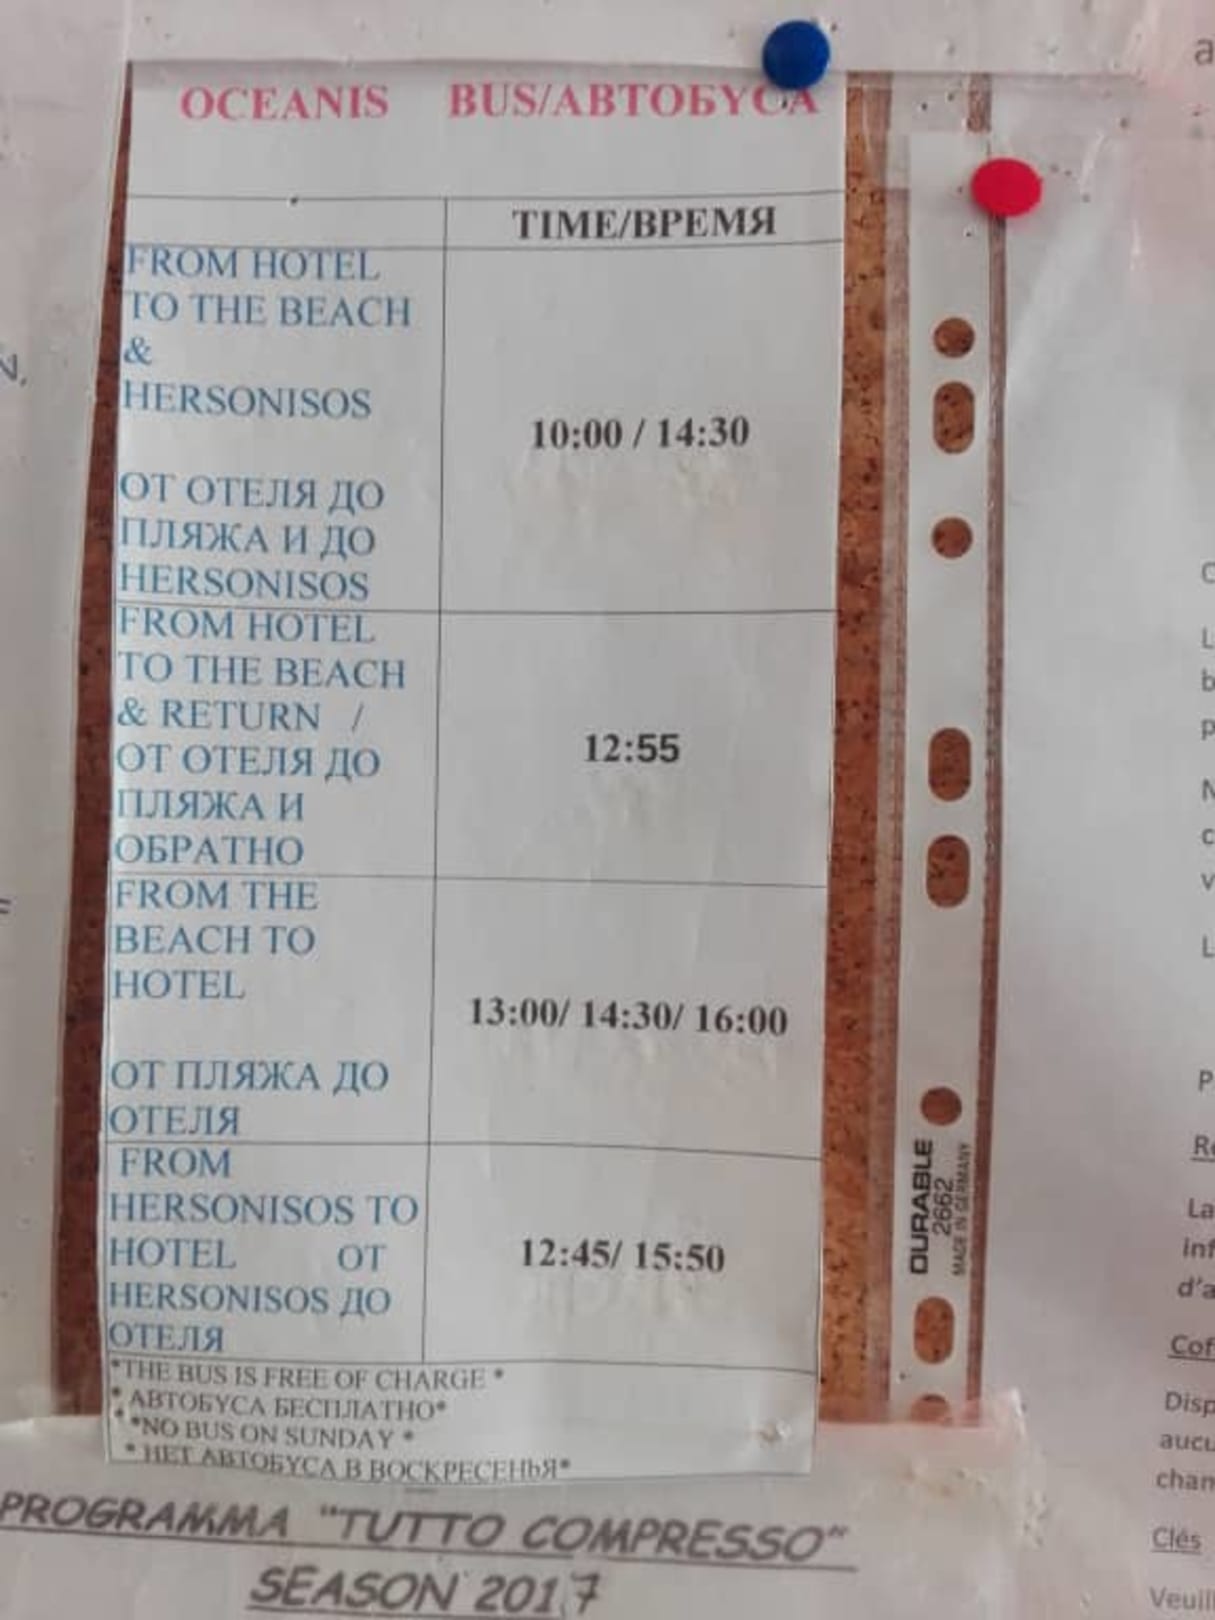 OCEANIS BUS/АВТОБУСА
TIME/ВРЕМЯ
FROM HOTEL
TO THE BEACH
&
HERSONISOS
ОТ ОТЕЛЯ ДО
ПЛЯЖА И ДО
HERSONISOS
10:00 / 14:30
FROM HOTEL
TO THE BEACH
& RETURN /
ОТ ОТЕЛЯ ДО
ПЛЯЖА И
ОБРАТНО
12:55
FROM THE
BEACH TO
HOTEL
ОТ ПЛЯЖА ДО
ОТЕЛЯ
13:00/ 14:30/ 16:00
FROM
HERSONISOS TO
HOTEL ОТ
HERSONISOS ДО
ОТЕЛЯ
12:45/ 15:50
*THE BUS IS FREE OF CHARGE *
* АВТОБУСА БЕСПЛАТНО*
* *NO BUS ON SUNDAY *
* НЕТ АВТОБУСА В ВОСКРЕСЕНЬЯ*
PROGRAMMA "TUTTO COMPRESSO"
SEASON 2017
DURABLE
2662
MADE IN GERMANY
La
d'a
Clés